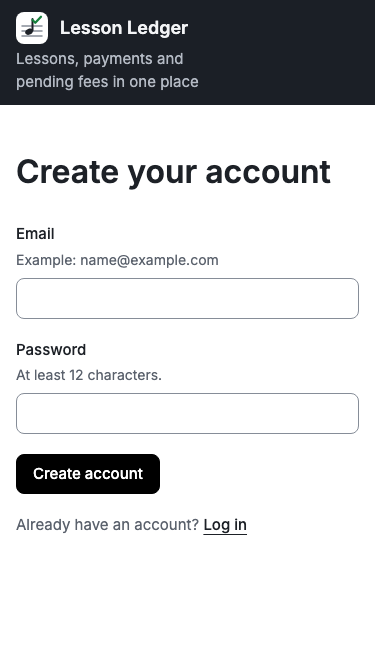 Lesson Ledger
Lessons, payments and
pending fees in one place
Create your account
Email
Example: name@example.com
Password
At least 12 characters.
Create account
Already have an account? Log in